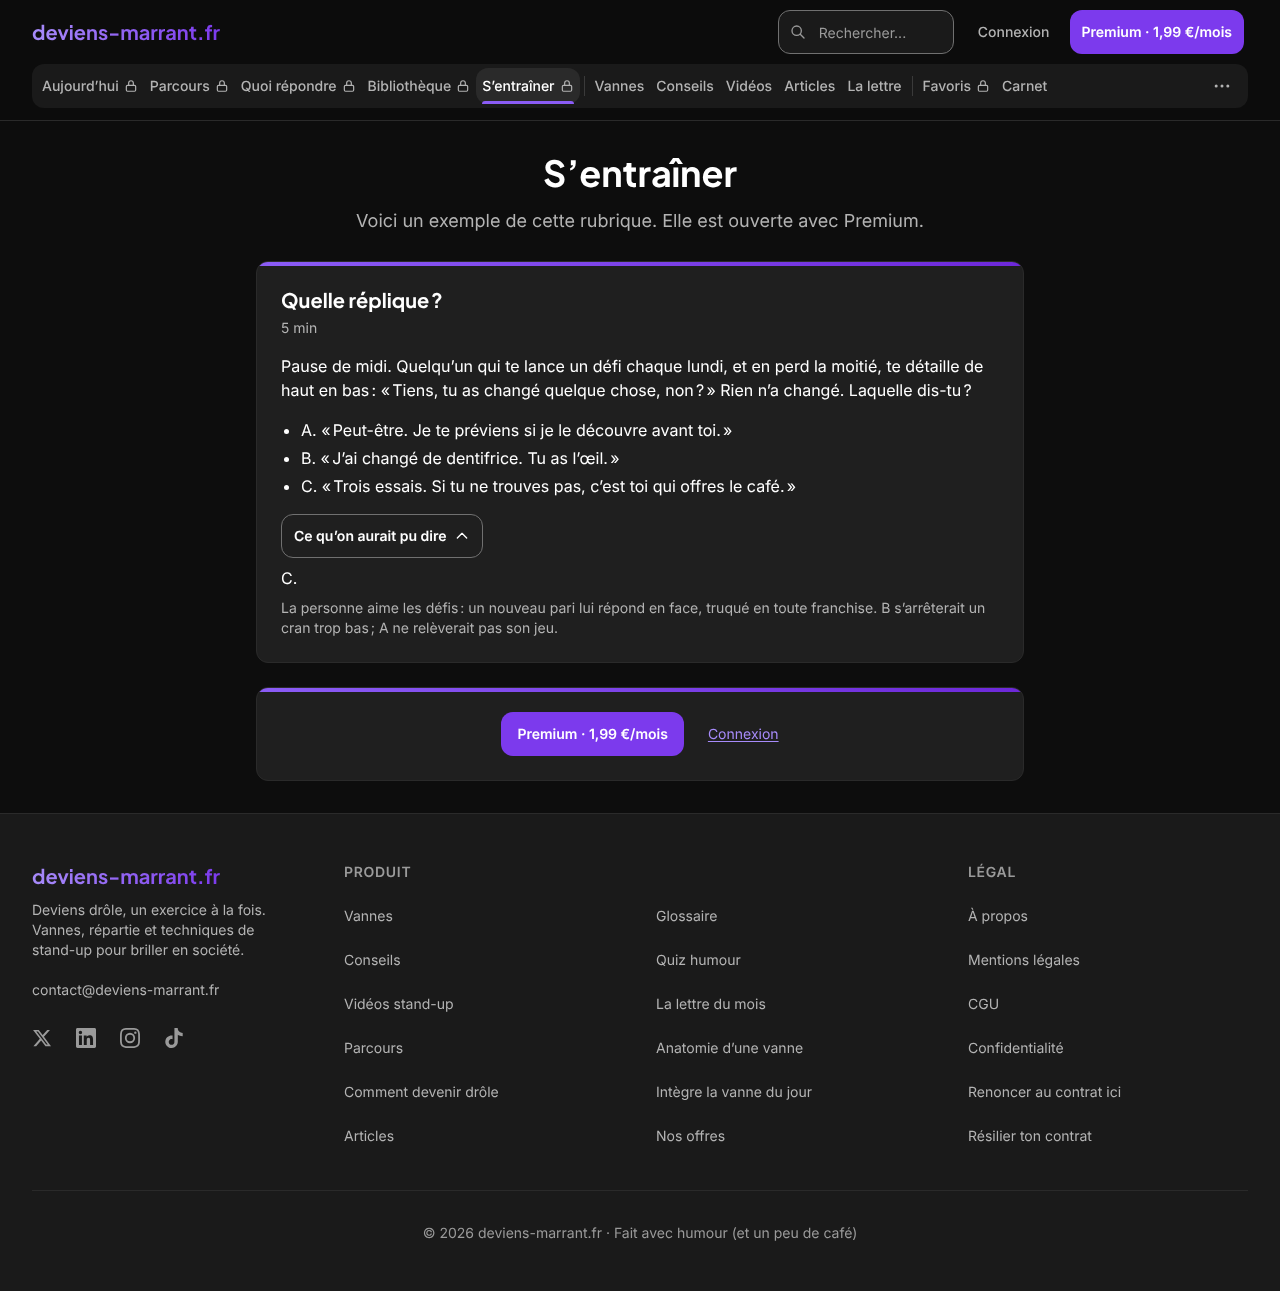 deviens-marrant.fr
Rechercher...
Connexion
Premium · 1,99 €/mois
Aujourd’hui
Parcours
Quoi répondre
Bibliothèque
S’entraîner
Vannes
Conseils
Vidéos
Articles
La lettre
Favoris
Carnet
S’entraîner
Voici un exemple de cette rubrique. Elle est ouverte avec Premium.
Quelle réplique ?
5 min
Pause de midi. Quelqu’un qui te lance un défi chaque lundi, et en perd la moitié, te détaille de
haut en bas : « Tiens, tu as changé quelque chose, non ? » Rien n’a changé. Laquelle dis-tu ?
• A. « Peut-être. Je te préviens si je le découvre avant toi. »
• B. « J’ai changé de dentifrice. Tu as l’œil. »
• C. « Trois essais. Si tu ne trouves pas, c’est toi qui offres le café. »
Ce qu’on aurait pu dire
C.
La personne aime les défis : un nouveau pari lui répond en face, truqué en toute franchise. B s’arrêterait un
cran trop bas ; A ne relèverait pas son jeu.
Premium · 1,99 €/mois
Connexion
deviens-marrant.fr
Deviens drôle, un exercice à la fois.
Vannes, répartie et techniques de
stand-up pour briller en société.
contact@deviens-marrant.fr
PRODUIT
Vannes
Conseils
Vidéos stand-up
Parcours
Comment devenir drôle
Articles
Glossaire
Quiz humour
La lettre du mois
Anatomie d’une vanne
Intègre la vanne du jour
Nos offres
LÉGAL
À propos
Mentions légales
CGU
Confidentialité
Renoncer au contrat ici
Résilier ton contrat
© 2026 deviens-marrant.fr · Fait avec humour (et un peu de café)